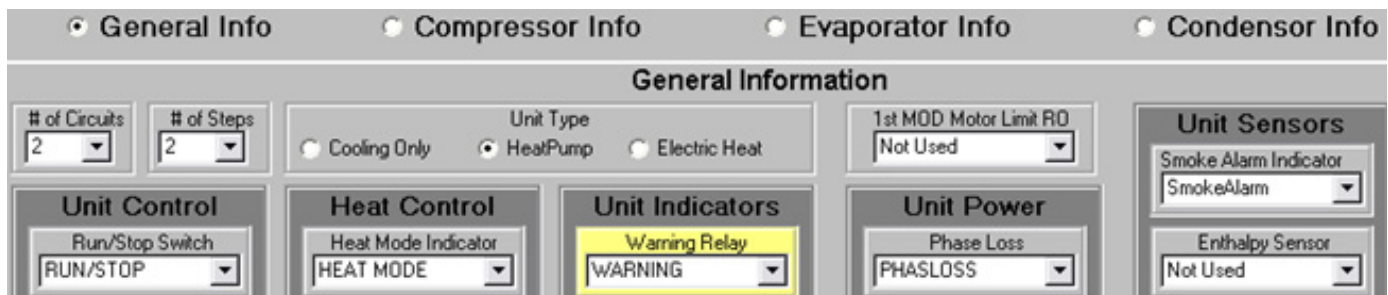 General Info Compressor Info Evaporator Info Condensor Info
General Information
# of Circuits # of Steps Unit Type 1st MOD Motor Limit RO Unit Sensors
2 2 Cooling Only HeatPump Electric Heat Not Used
Smoke Alarm Indicator
SmokeAlarm
Unit Control Heat Control Unit Indicators Unit Power
Run/Stop Switch Heat Mode Indicator Warning Relay Phase Loss Enthalpy Sensor
RUN/STOP HEAT MODE WARNING PHASLOSS Not Used